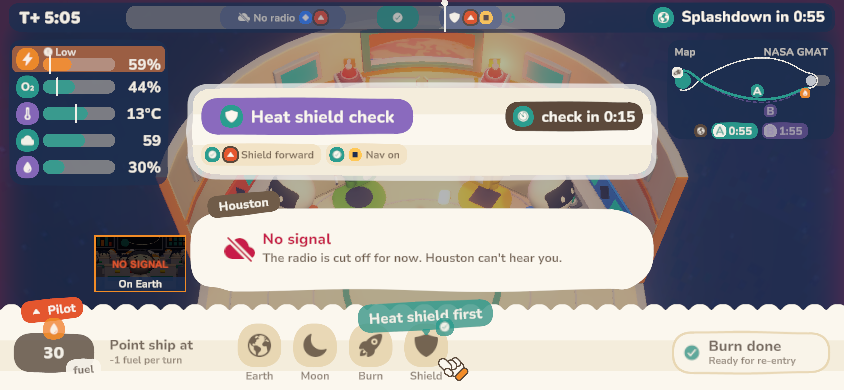 T+ 5:05
No radio
Splashdown in 0:55
Low
59%
O₂
44%
13°C
59
30%
Map
NASA GMAT
A
B
A 0:55
1:55
Heat shield check
check in 0:15
Shield forward
Nav on
Houston
No signal
The radio is cut off for now. Houston can't hear you.
NO SIGNAL
On Earth
Pilot
30
fuel
Point ship at
-1 fuel per turn
Heat shield first
Earth
Moon
Burn
Shield
Burn done
Ready for re-entry